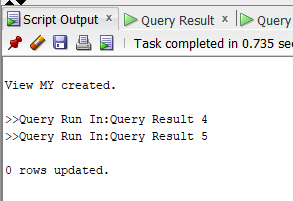 Script Output × Query Result × Query
Task completed in 0.735 sec
View MY created.
>>Query Run In:Query Result 4
>>Query Run In:Query Result 5
0 rows updated.